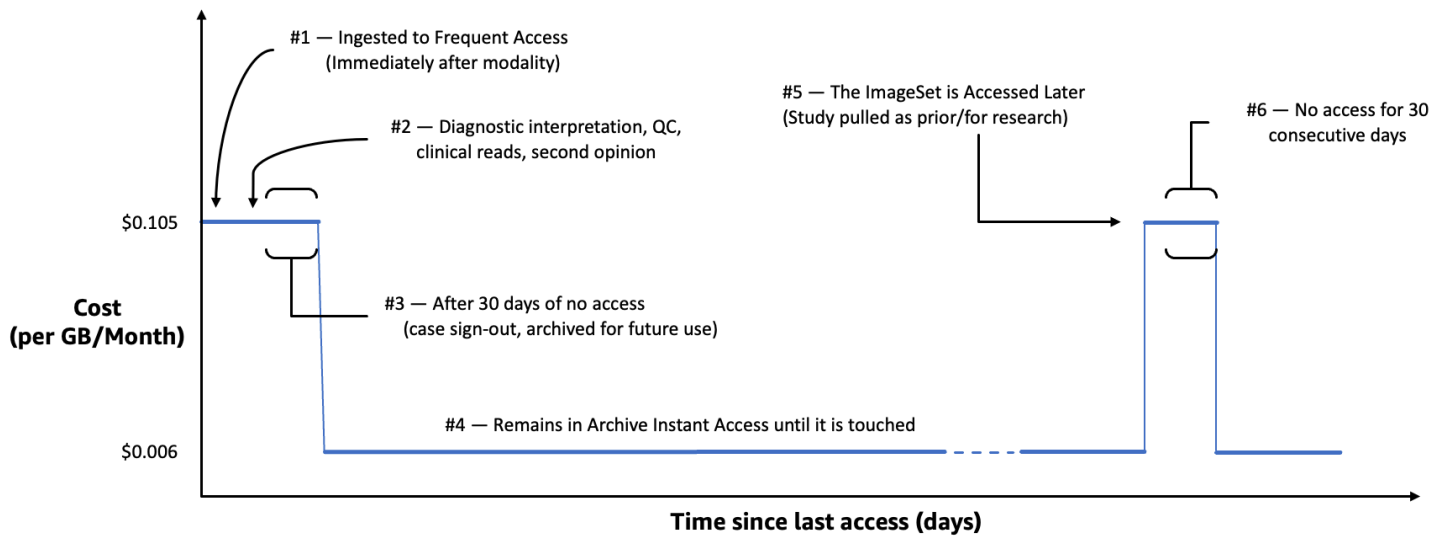 #1 — Ingested to Frequent Access
(Immediately after modality)
#2 — Diagnostic interpretation, QC,
clinical reads, second opinion
#5 — The ImageSet is Accessed Later
(Study pulled as prior/for research)
#6 — No access for 30
consecutive days
$0.105
#3 — After 30 days of no access
(case sign-out, archived for future use)
Cost
(per GB/Month)
#4 — Remains in Archive Instant Access until it is touched
$0.006
Time since last access (days)